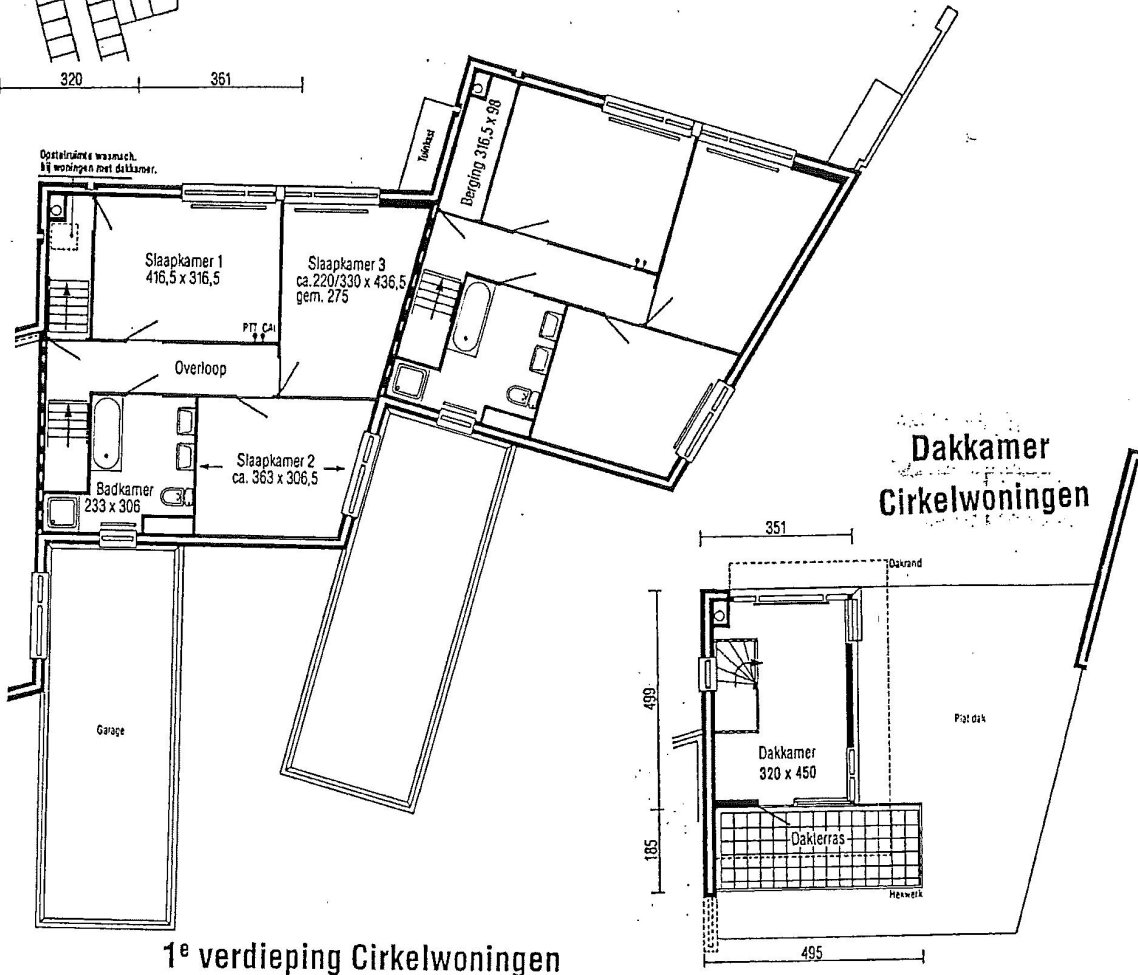 320
361
Opstelruimte wasmach.
bij woningen met dakkamer.
Tuinkast
Berging 316,5 x 98
Slaapkamer 1
416,5 x 316,5
Slaapkamer 3
ca. 220/330 x 436,5
gem. 275
PTT CAI
Overloop
Slaapkamer 2
ca. 363 x 306,5
Badkamer
233 x 306
Garage
1e verdieping Cirkelwoningen
Dakkamer
Cirkelwoningen
351
Dakrand
499
Plat dak
Dakkamer
320 x 450
185
Dakterras
Hekwerk
495